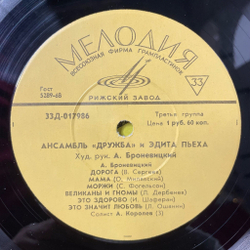 МЕЛОДИЯ
ВСЕСОЮЗНАЯ ФИРМА ГРАМПЛАСТИНОК
Гост
5289-68
33
РИЖСКИЙ ЗАВОД
33Д-017986
Третья группа
Цена 1 руб. 60 коп.
АНСАМБЛЬ «ДРУЖБА» и ЭДИТА ПЬЕХА
Худ. рук. А. Броневицкий
А. Броневицкий
ДОРОГА (В. Сергеев)
МАМА (О. Милявский)
МОРЖИ (С. Фогельсон)
ВЕЛИКАНЫ И ГНОМЫ (Л. Дербенев)
ЭТО ЗДОРОВО (И. Шаферан)
ЭТО ЗНАЧИТ ЛЮБОВЬ (Л. Ошанин)
Солист А. Королев